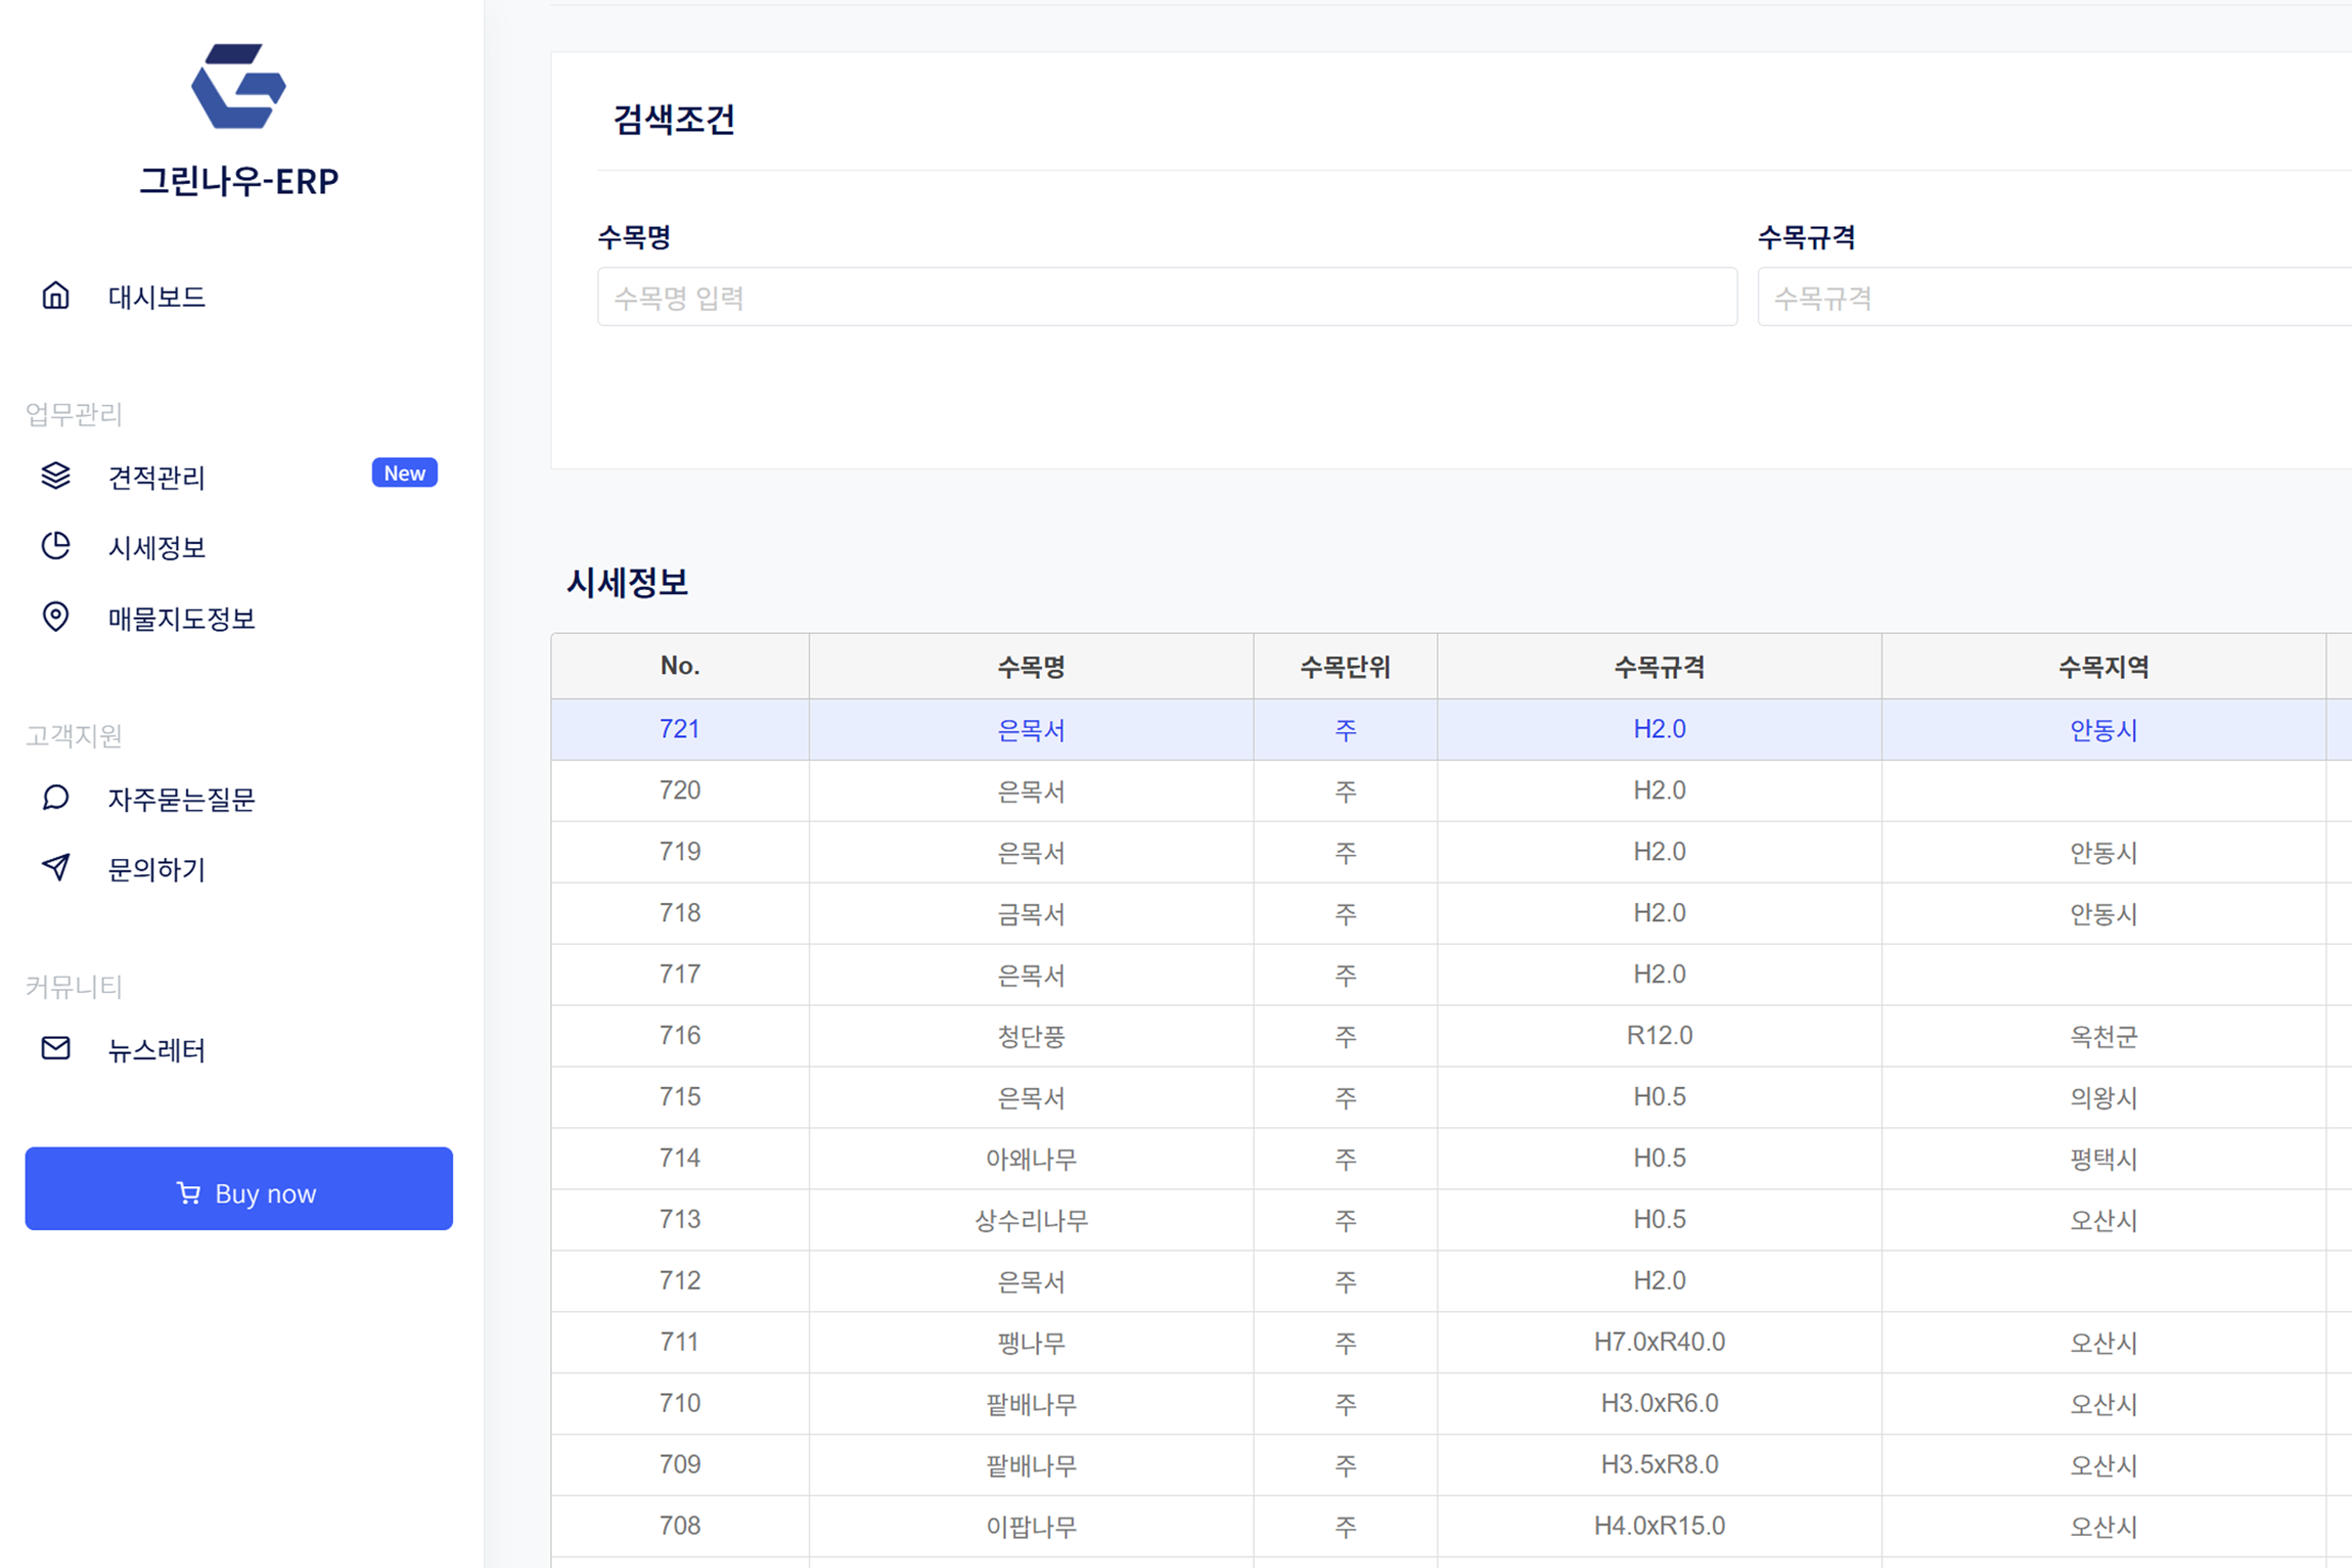 그린나우-ERP
대시보드
업무관리
견적관리 New
시세정보
매물지도정보
고객지원
자주묻는질문
문의하기
커뮤니티
뉴스레터
Buy now
검색조건
수목명 수목규격
수목명 입력 수목규격
시세정보
No. 수목명 수목단위 수목규격 수목지역
721 은목서 주 H2.0 안동시
720 은목서 주 H2.0
719 은목서 주 H2.0 안동시
718 금목서 주 H2.0 안동시
717 은목서 주 H2.0
716 청단풍 주 R12.0 옥천군
715 은목서 주 H0.5 의왕시
714 아왜나무 주 H0.5 평택시
713 상수리나무 주 H0.5 오산시
712 은목서 주 H2.0
711 팽나무 주 H7.0xR40.0 오산시
710 팥배나무 주 H3.0xR6.0 오산시
709 팥배나무 주 H3.5xR8.0 오산시
708 이팝나무 주 H4.0xR15.0 오산시